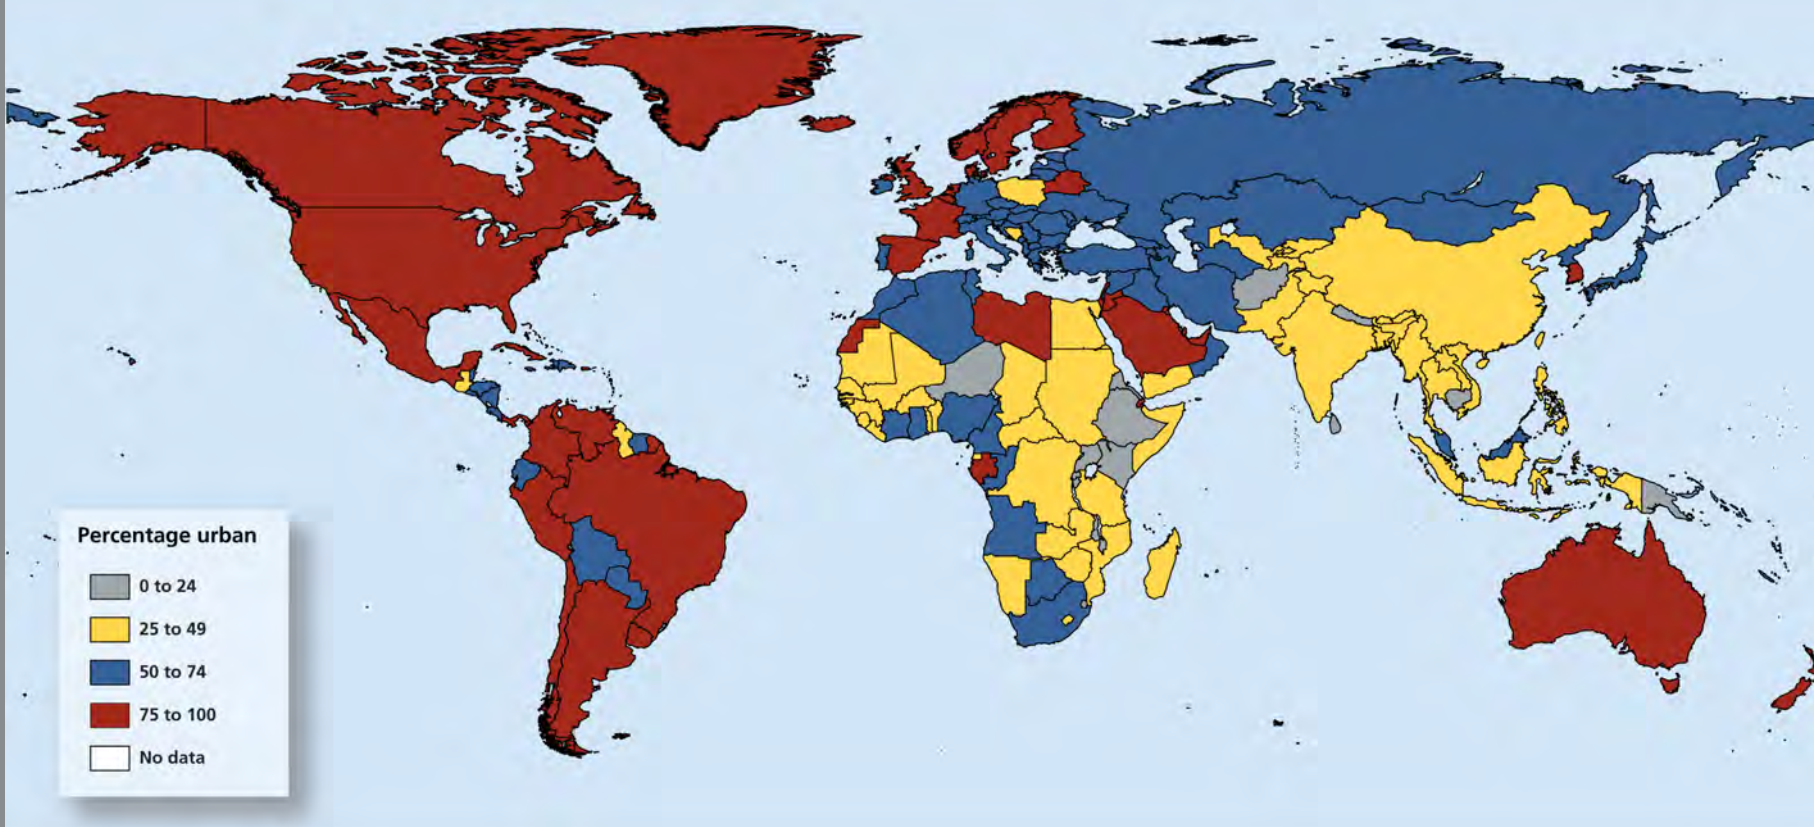 Percentage urban
0 to 24
25 to 49
50 to 74
75 to 100
No data